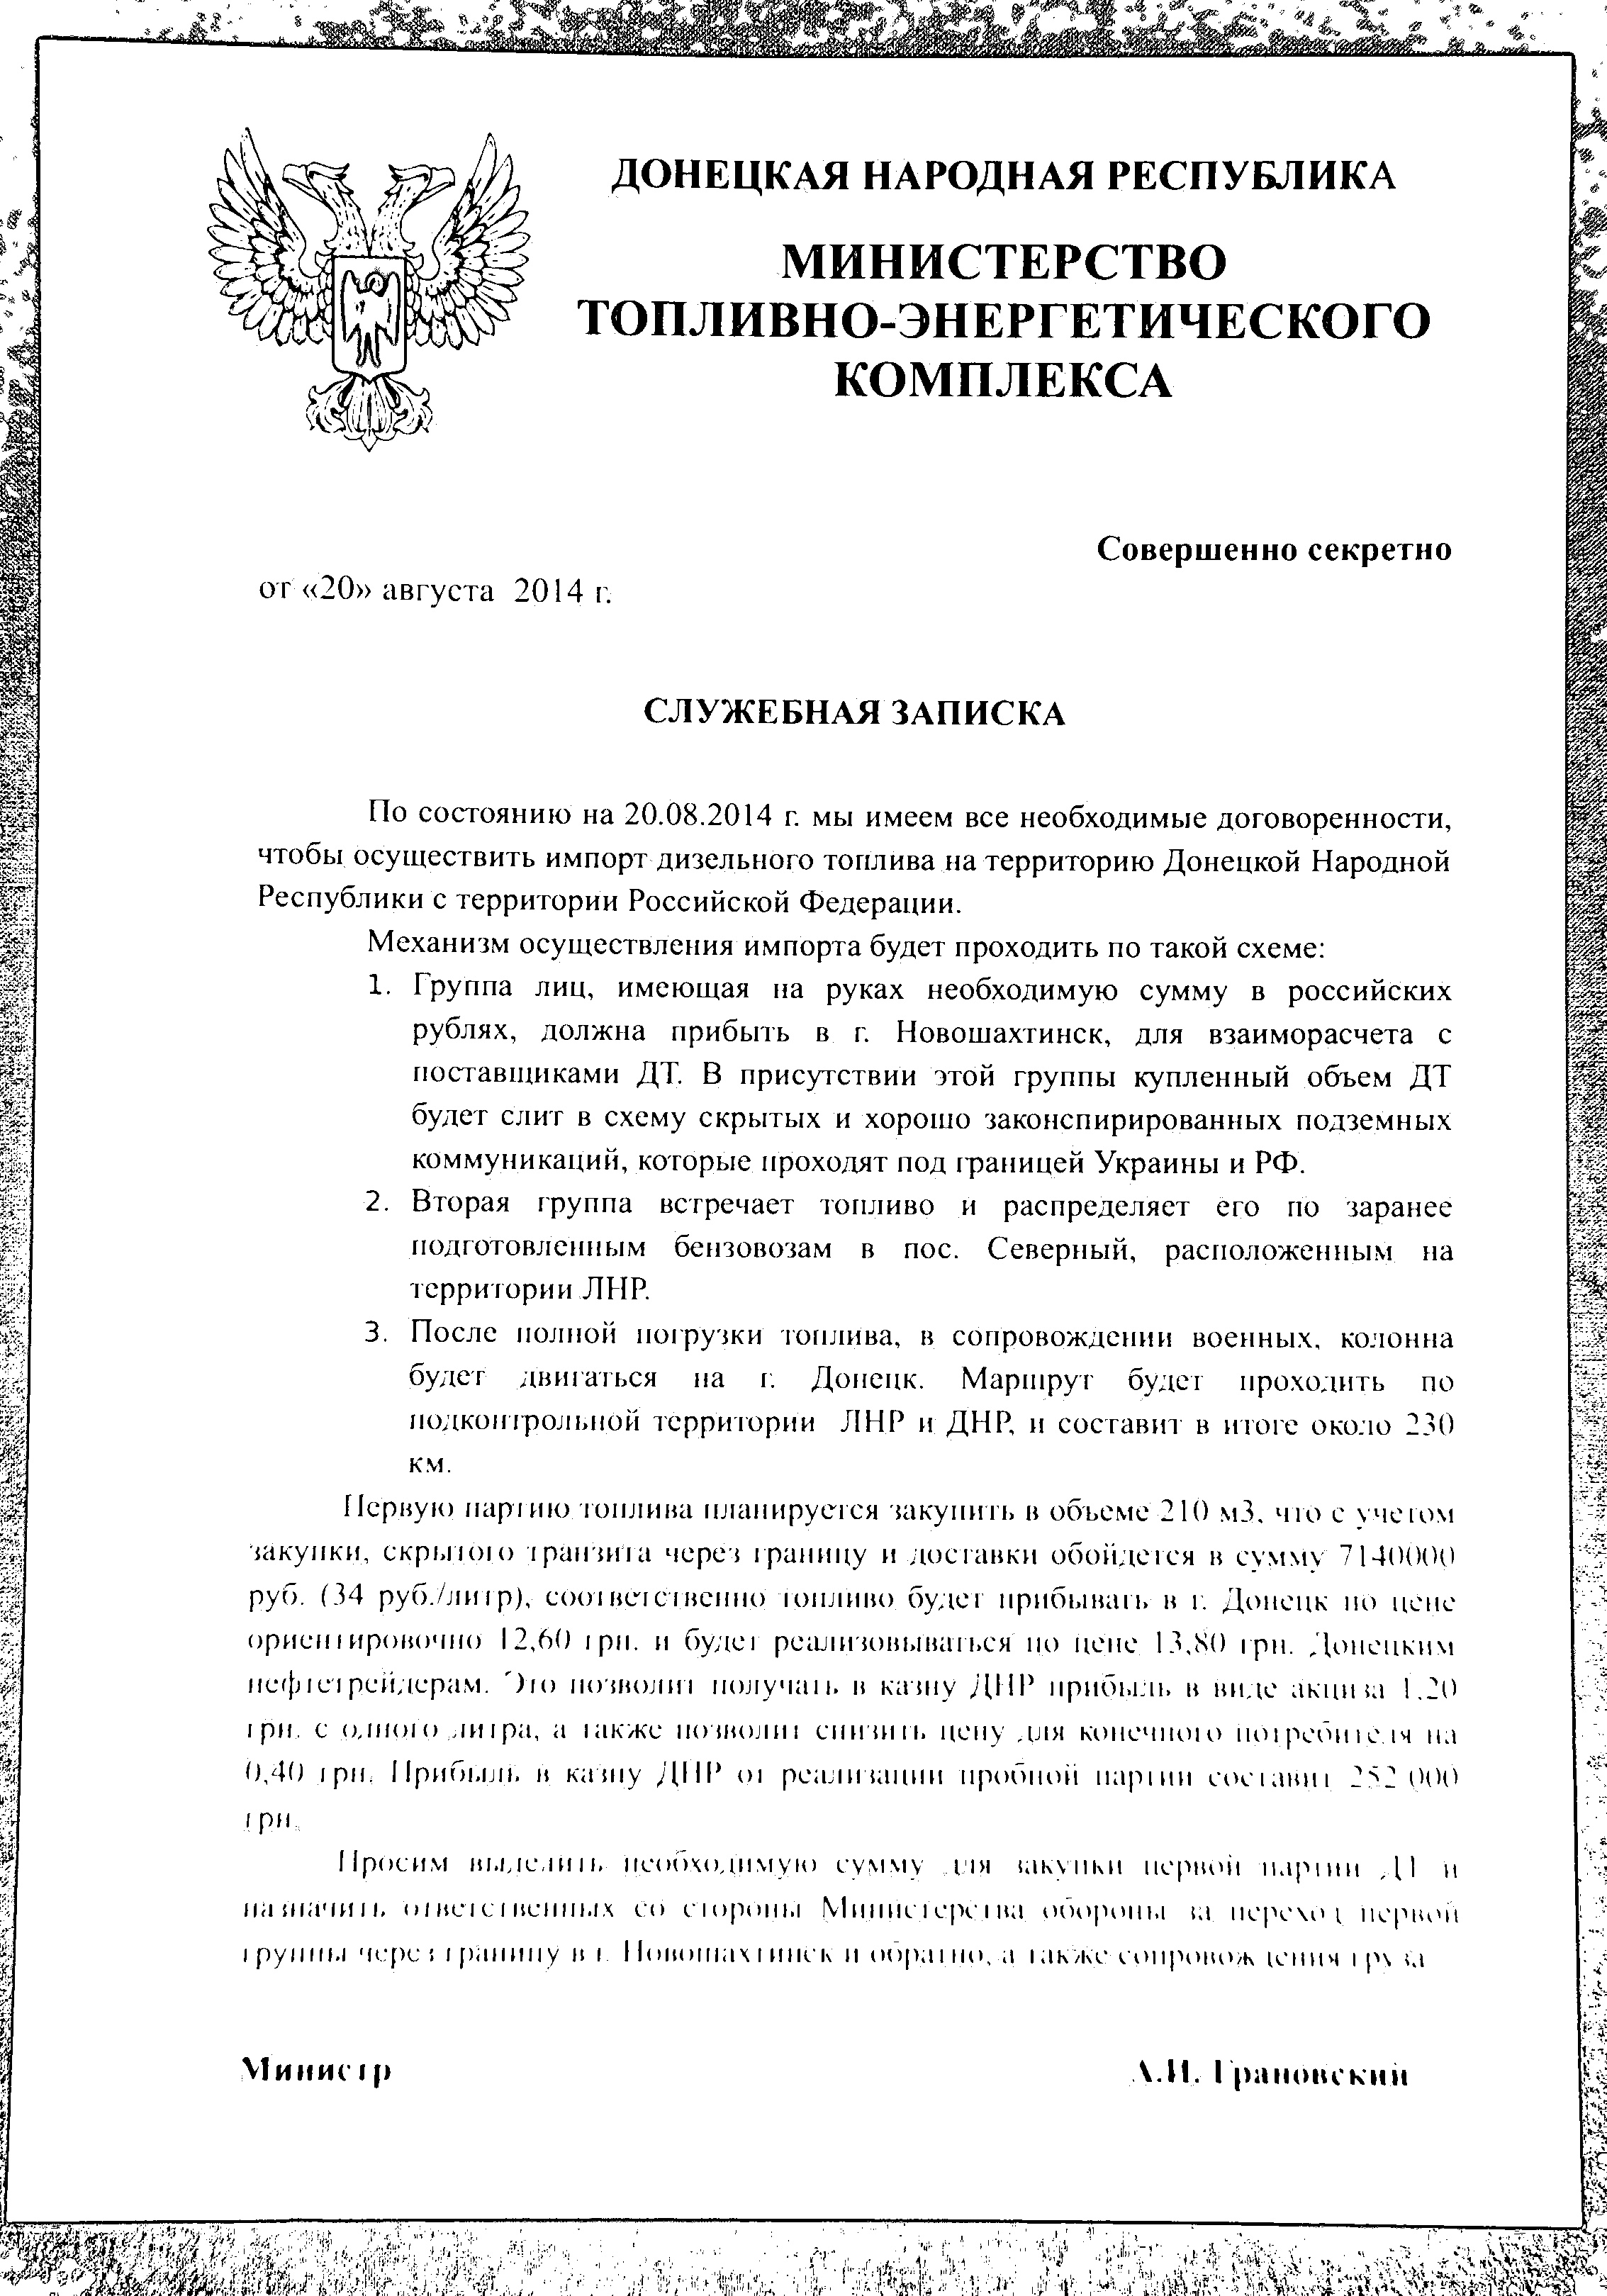 ДОНЕЦКАЯ НАРОДНАЯ РЕСПУБЛИКА
МИНИСТЕРСТВО
ТОПЛИВНО-ЭНЕРГЕТИЧЕСКОГО
КОМПЛЕКСА
Совершенно секретно
от «20» августа 2014 г.
СЛУЖЕБНАЯ ЗАПИСКА
По состоянию на 20.08.2014 г. мы имеем все необходимые договоренности,
чтобы осуществить импорт дизельного топлива на территорию Донецкой Народной
Республики с территории Российской Федерации.
Механизм осуществления импорта будет проходить по такой схеме:
1. Группа лиц, имеющая на руках необходимую сумму в российских
рублях, должна прибыть в г. Новошахтинск, для взаиморасчета с
поставщиками ДТ. В присутствии этой группы купленный объем ДТ
будет слит в схему скрытых и хорошо законспирированных подземных
коммуникаций, которые проходят под границей Украины и РФ.
2. Вторая группа встречает топливо и распределяет его по заранее
подготовленным бензовозам в пос. Северный, расположенным на
территории ЛНР.
3. После полной погрузки топлива, в сопровождении военных, колонна
будет двигаться на г. Донецк. Маршрут будет проходить по
подконтрольной территории ЛНР и ДНР, и составит в итоге около 230
км.
Первую партию топлива планируется закупить в объеме 210 м3, что с учетом
закупки, скрытого транзита через границу и доставки обойдется в сумму 7140000
руб. (34 руб./литр), соответственно топливо будет прибывать в г. Донецк по цене
ориентировочно 12,60 грн. и будет реализовываться по цене 13,80 грн. Донецким
нефтетрейдерам. Это позволит получать в казну ДНР прибыль в виде акциза 1,20
грн. с одного литра, а также позволит снизить цену для конечного потребителя на
0,40 грн. Прибыль в казну ДНР от реализации пробной партии составит 252 000
грн.
Просим выделить необходимую сумму для закупки первой партии ДТ и
назначить ответственных со стороны Министерства обороны за переход первой
группы через границу в г. Новошахтинск и обратно, а также сопровождения груза
Министр А.И. Грановский